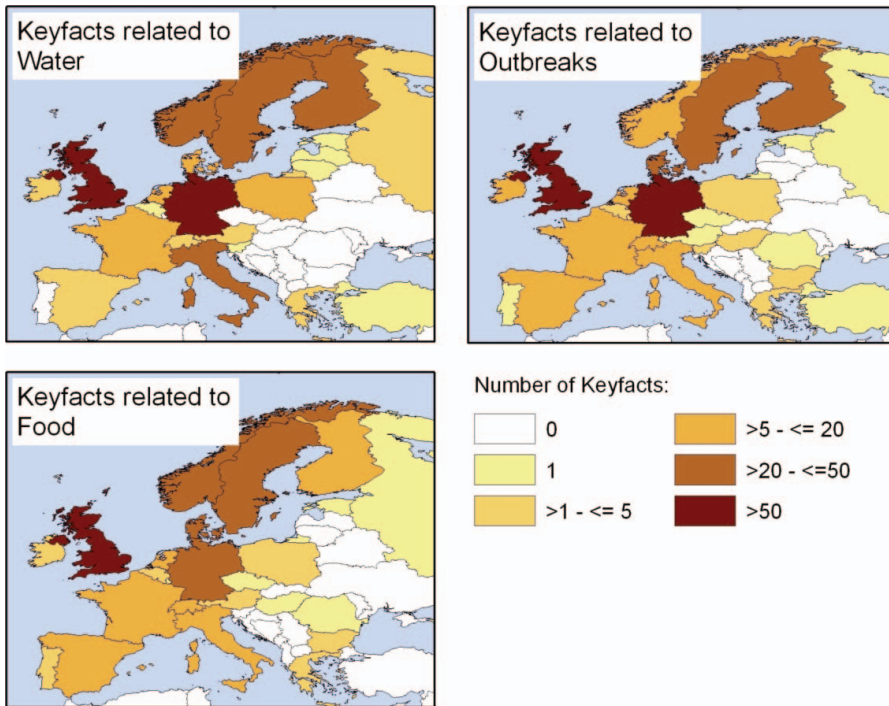 Keyfacts related to
Water
Keyfacts related to
Outbreaks
Keyfacts related to
Food
Number of Keyfacts:
0
>5 - <= 20
1
>20 - <=50
>1 - <= 5
>50